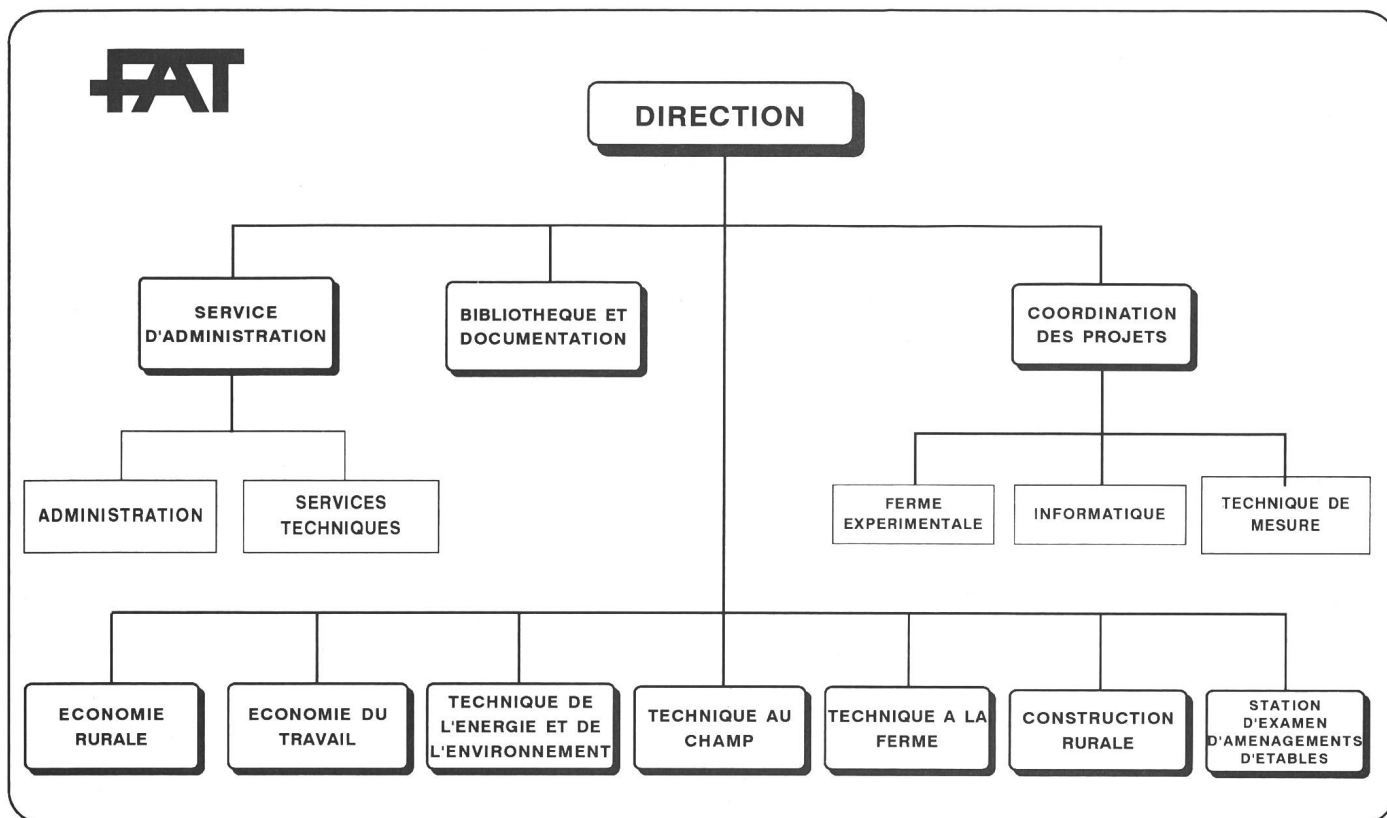 FAT
DIRECTION
SERVICE
D'ADMINISTRATION
BIBLIOTHEQUE ET
DOCUMENTATION
COORDINATION
DES PROJETS
ADMINISTRATION
SERVICES
TECHNIQUES
FERME
EXPERIMENTALE
INFORMATIQUE
TECHNIQUE DE
MESURE
ECONOMIE
RURALE
ECONOMIE DU
TRAVAIL
TECHNIQUE DE
L'ENERGIE ET DE
L'ENVIRONNEMENT
TECHNIQUE AU
CHAMP
TECHNIQUE A LA
FERME
CONSTRUCTION
RURALE
STATION
D'EXAMEN
D'AMENAGEMENTS
D'ETABLES